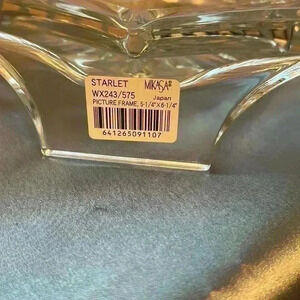 STARLET MIKASA
WX243/575 Japan
PICTURE FRAME, 5-1/4"X6-1/4"
641265091107